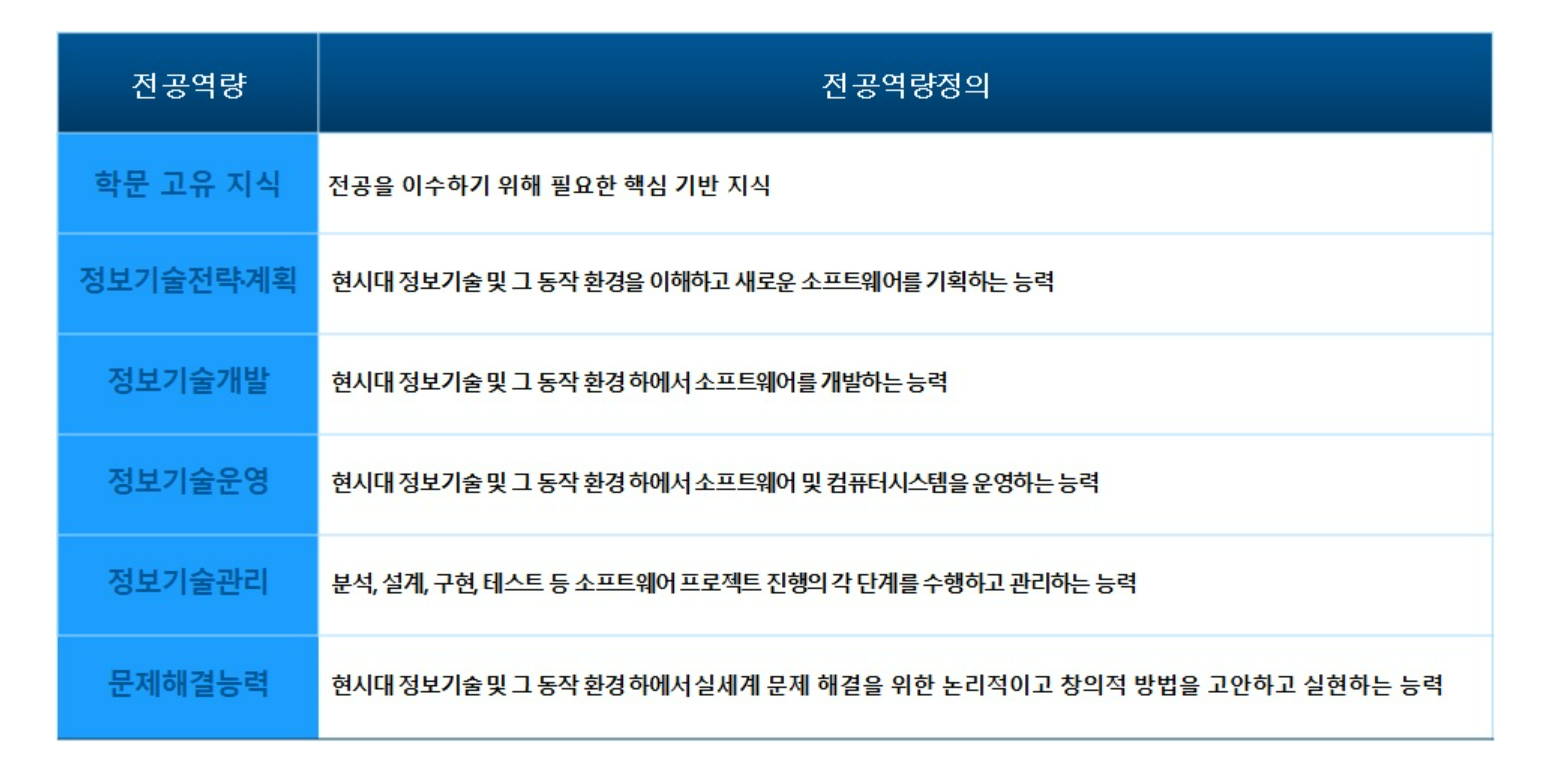 전공역량 전공역량정의
학문 고유 지식 전공을 이수하기 위해 필요한 핵심 기반 지식
정보기술전략·계획 현시대 정보기술 및 그 동작 환경을 이해하고 새로운 소프트웨어를 기획하는 능력
정보기술개발 현시대 정보기술 및 그 동작 환경 하에서 소프트웨어를 개발하는 능력
정보기술운영 현시대 정보기술 및 그 동작 환경 하에서 소프트웨어 및 컴퓨터시스템을 운영하는 능력
정보기술관리 분석, 설계, 구현, 테스트 등 소프트웨어 프로젝트 진행의 각 단계를 수행하고 관리하는 능력
문제해결능력 현시대 정보기술 및 그 동작 환경 하에서 실세계 문제 해결을 위한 논리적이고 창의적 방법을 고안하고 실현하는 능력